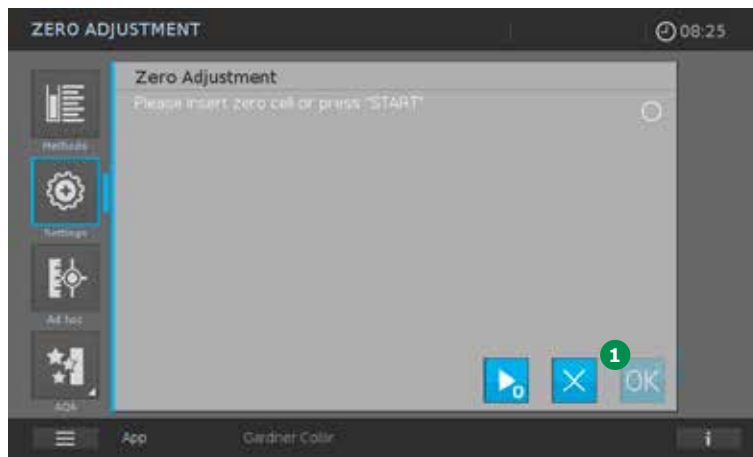 ZERO ADJUSTMENT
08:25
Zero Adjustment
Please insert zero cell or press "START"
Methods
Settings
Ad hoc
AQA
1
0
OK
App
Gardner Color
i